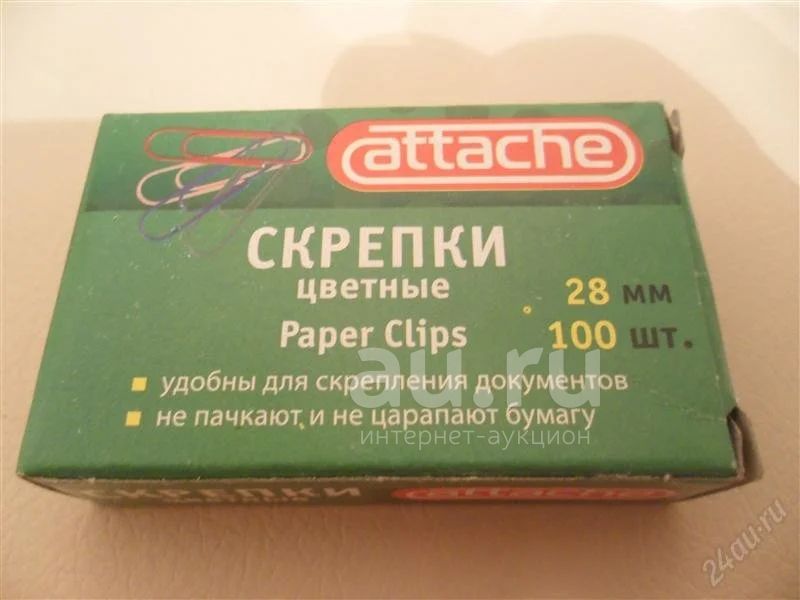 attache
СКРЕПКИ
цветные
28 мм
Paper Clips
100 шт.
au.ru
▪ удобны для скрепления документов
▪ не пачкают и не царапают бумагу
интернет-аукцион
СКРЕПКИ attache
цветные
24au.ru